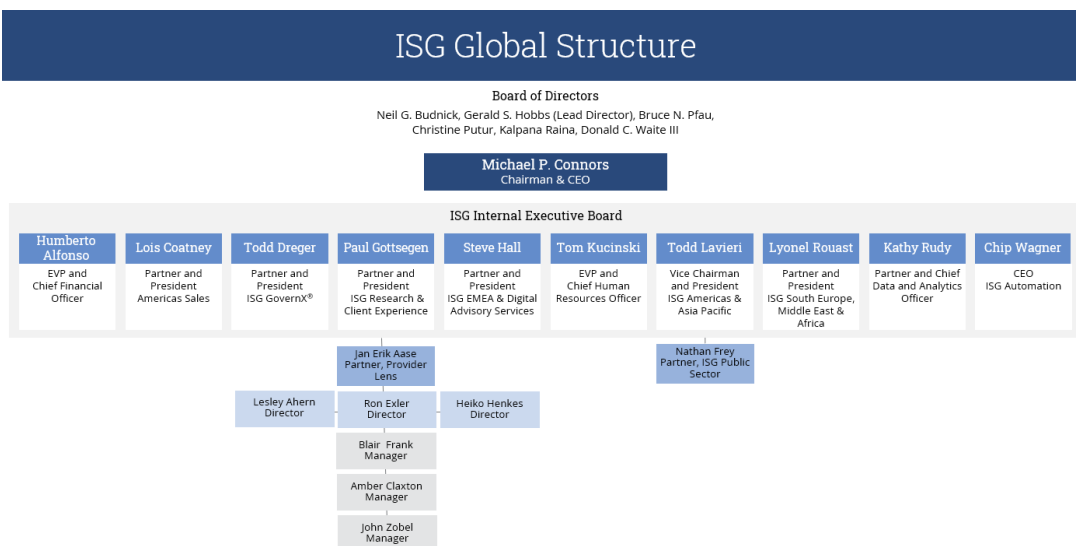 ISG Global Structure
Board of Directors
Neil G. Budnick, Gerald S. Hobbs (Lead Director), Bruce N. Pfau,
Christine Putur, Kalpana Raina, Donald C. Waite III
Michael P. Connors
Chairman & CEO
ISG Internal Executive Board
Humberto
Alfonso
EVP and
Chief Financial
Officer
Lois Coatney
Partner and
President
Americas Sales
Todd Dreger
Partner and
President
ISG GovernX®
Paul Gottsegen
Partner and
President
ISG Research &
Client Experience
Steve Hall
Partner and
President
ISG EMEA & Digital
Advisory Services
Tom Kucinski
EVP and
Chief Human
Resources Officer
Todd Lavieri
Vice Chairman
and President
ISG Americas &
Asia Pacific
Lyonel Rouast
Partner and
President
ISG South Europe,
Middle East &
Africa
Kathy Rudy
Partner and Chief
Data and Analytics
Officer
Chip Wagner
CEO
ISG Automation
Jan Erik Aase
Partner, Provider
Lens
Nathan Frey
Partner, ISG Public
Sector
Lesley Ahern
Director
Ron Exler
Director
Heiko Henkes
Director
Blair Frank
Manager
Amber Claxton
Manager
John Zobel
Manager